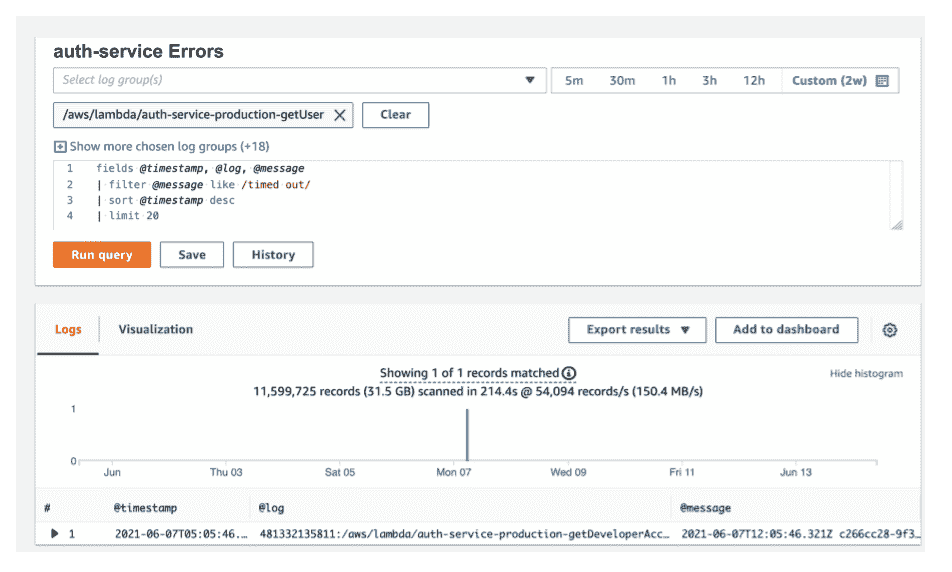 auth-service Errors
Select log group(s)
5m 30m 1h 3h 12h Custom (2w)
/aws/lambda/auth-service-production-getUser
Clear
Show more chosen log groups (+18)
1 fields @timestamp, @log, @message
2 | filter @message like /timed out/
3 | sort @timestamp desc
4 | limit 20
Run query Save History
Logs Visualization Export results Add to dashboard
Showing 1 of 1 records matched
11,599,725 records (31.5 GB) scanned in 214.4s @ 54,094 records/s (150.4 MB/s)
Hide histogram
1
0
Jun Thu 03 Sat 05 Mon 07 Wed 09 Fri 11 Jun 13
# @timestamp @log @message
1 2021-06-07T05:05:46.… 481332135811:/aws/lambda/auth-service-production-getDeveloperAcc… 2021-06-07T12:05:46.321Z c266cc28-9f3…